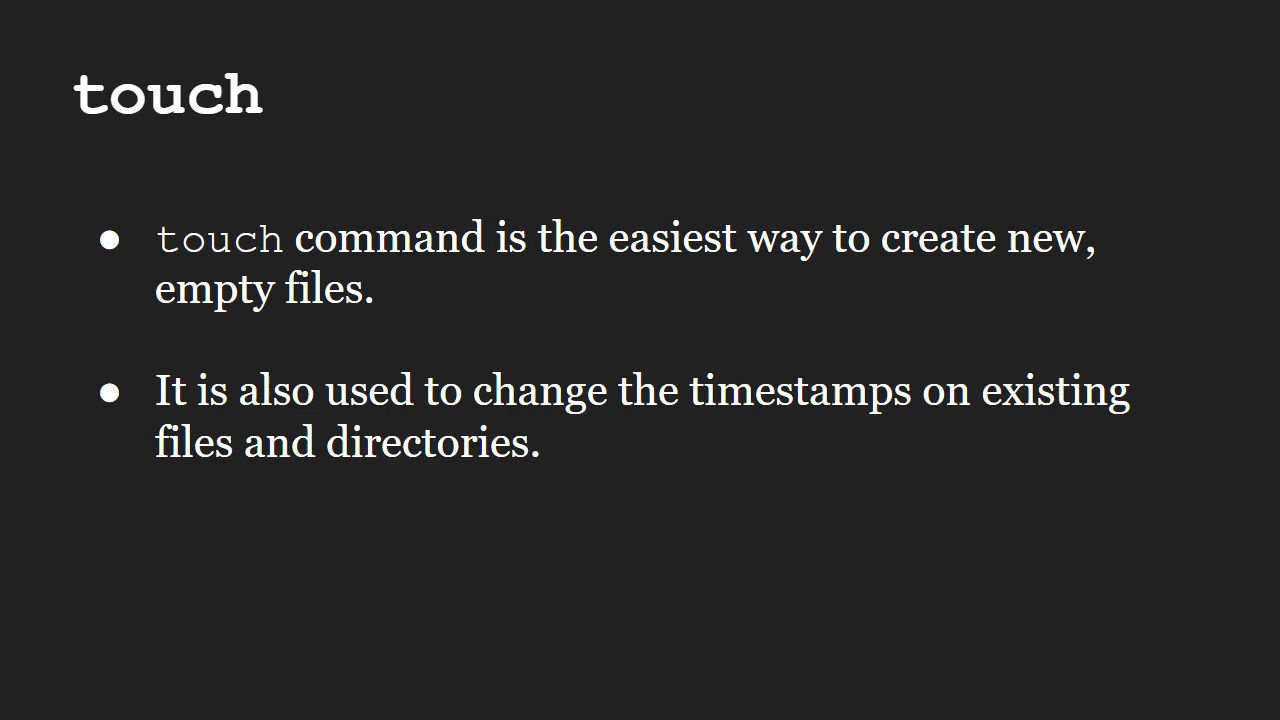 touch
● touch command is the easiest way to create new,
empty files.
● It is also used to change the timestamps on existing
files and directories.